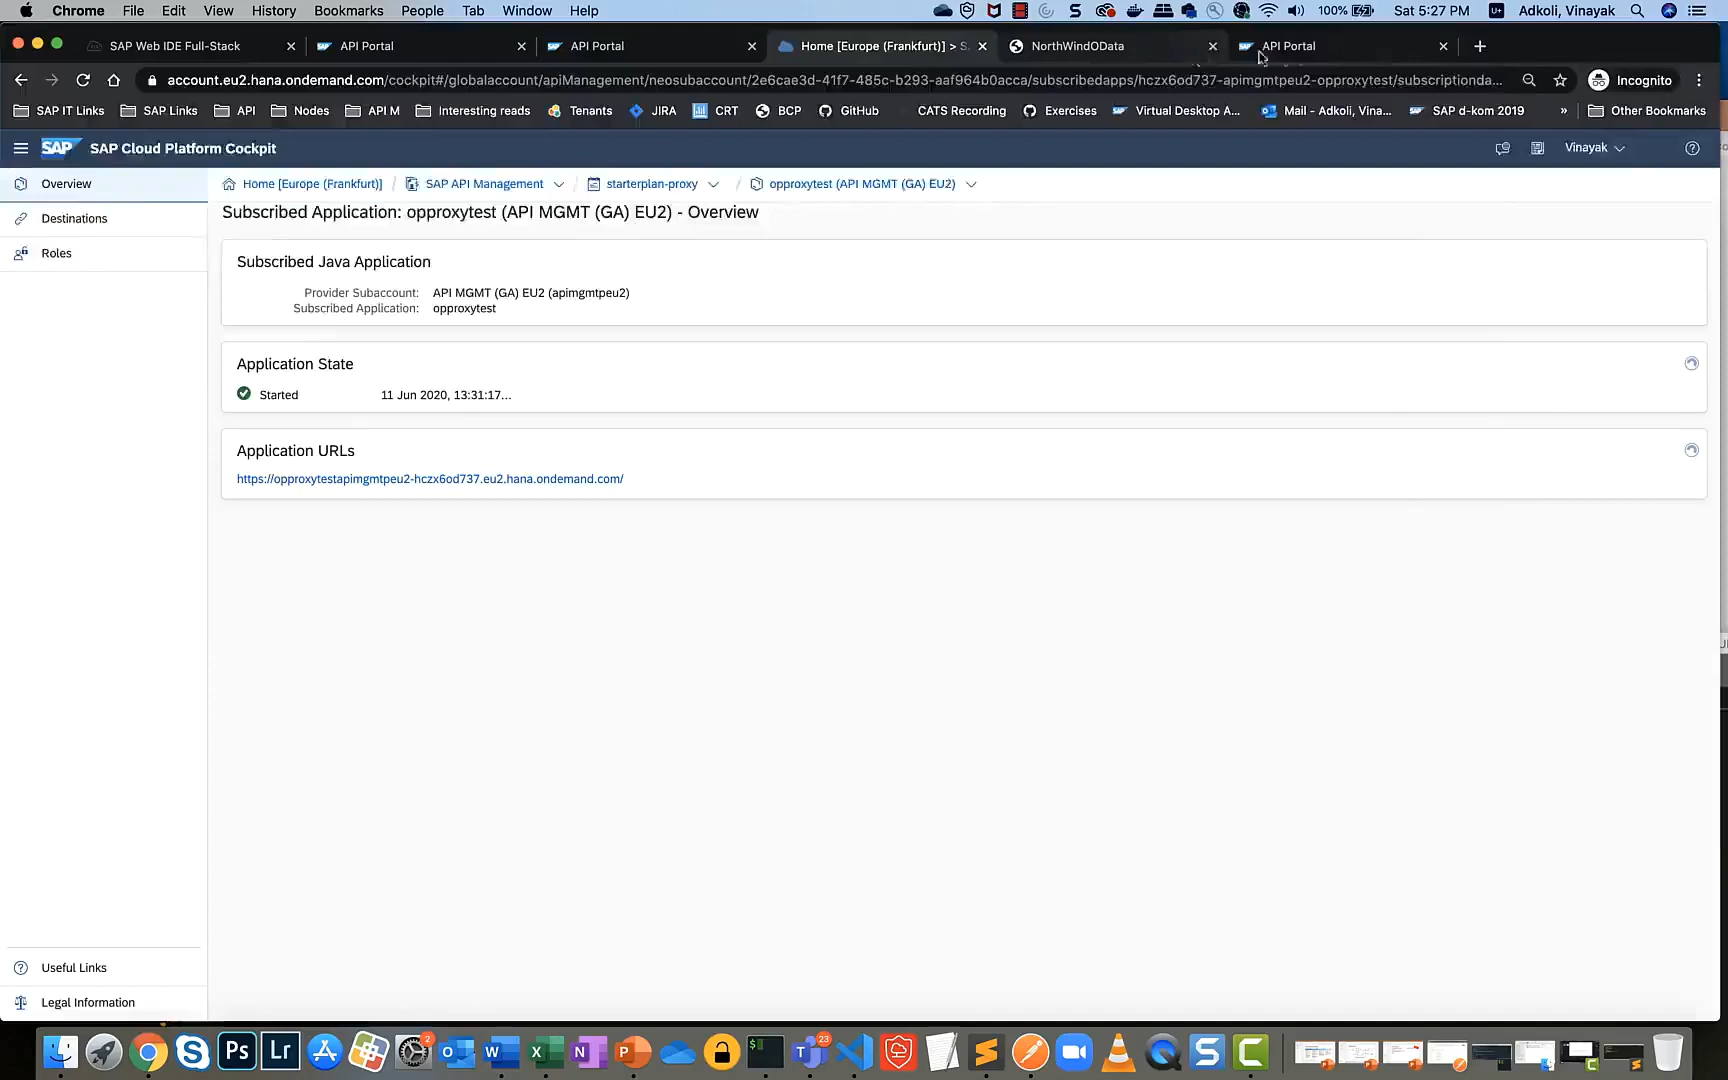 Chrome File Edit View History Bookmarks People Tab Window Help 100% Sat 5:27 PM U+ Adkoli, Vinayak
SAP Web IDE Full-Stack API Portal API Portal Home [Europe (Frankfurt)] > S NorthWindOData API Portal
account.eu2.hana.ondemand.com/cockpit#/globalaccount/apiManagement/neosubaccount/2e6cae3d-41f7-485c-b293-aaf964b0acca/subscribedapps/hczx6od737-apimgmtpeu2-opproxytest/subscriptionda... Incognito
SAP IT Links SAP Links API Nodes API M Interesting reads Tenants JIRA CRT BCP GitHub CATS Recording Exercises Virtual Desktop A... Mail - Adkoli, Vina... SAP d-kom 2019 » Other Bookmarks
SAP SAP Cloud Platform Cockpit Vinayak
Overview
Destinations
Roles
Home [Europe (Frankfurt)] / SAP API Management / starterplan-proxy / opproxytest (API MGMT (GA) EU2)
Subscribed Application: opproxytest (API MGMT (GA) EU2) - Overview
Subscribed Java Application
Provider Subaccount: API MGMT (GA) EU2 (apimgmtpeu2)
Subscribed Application: opproxytest
Application State
Started 11 Jun 2020, 13:31:17...
Application URLs
https://opproxytestapimgmtpeu2-hczx6od737.eu2.hana.ondemand.com/
Useful Links
Legal Information
Ps Lr 2 W X N P 23